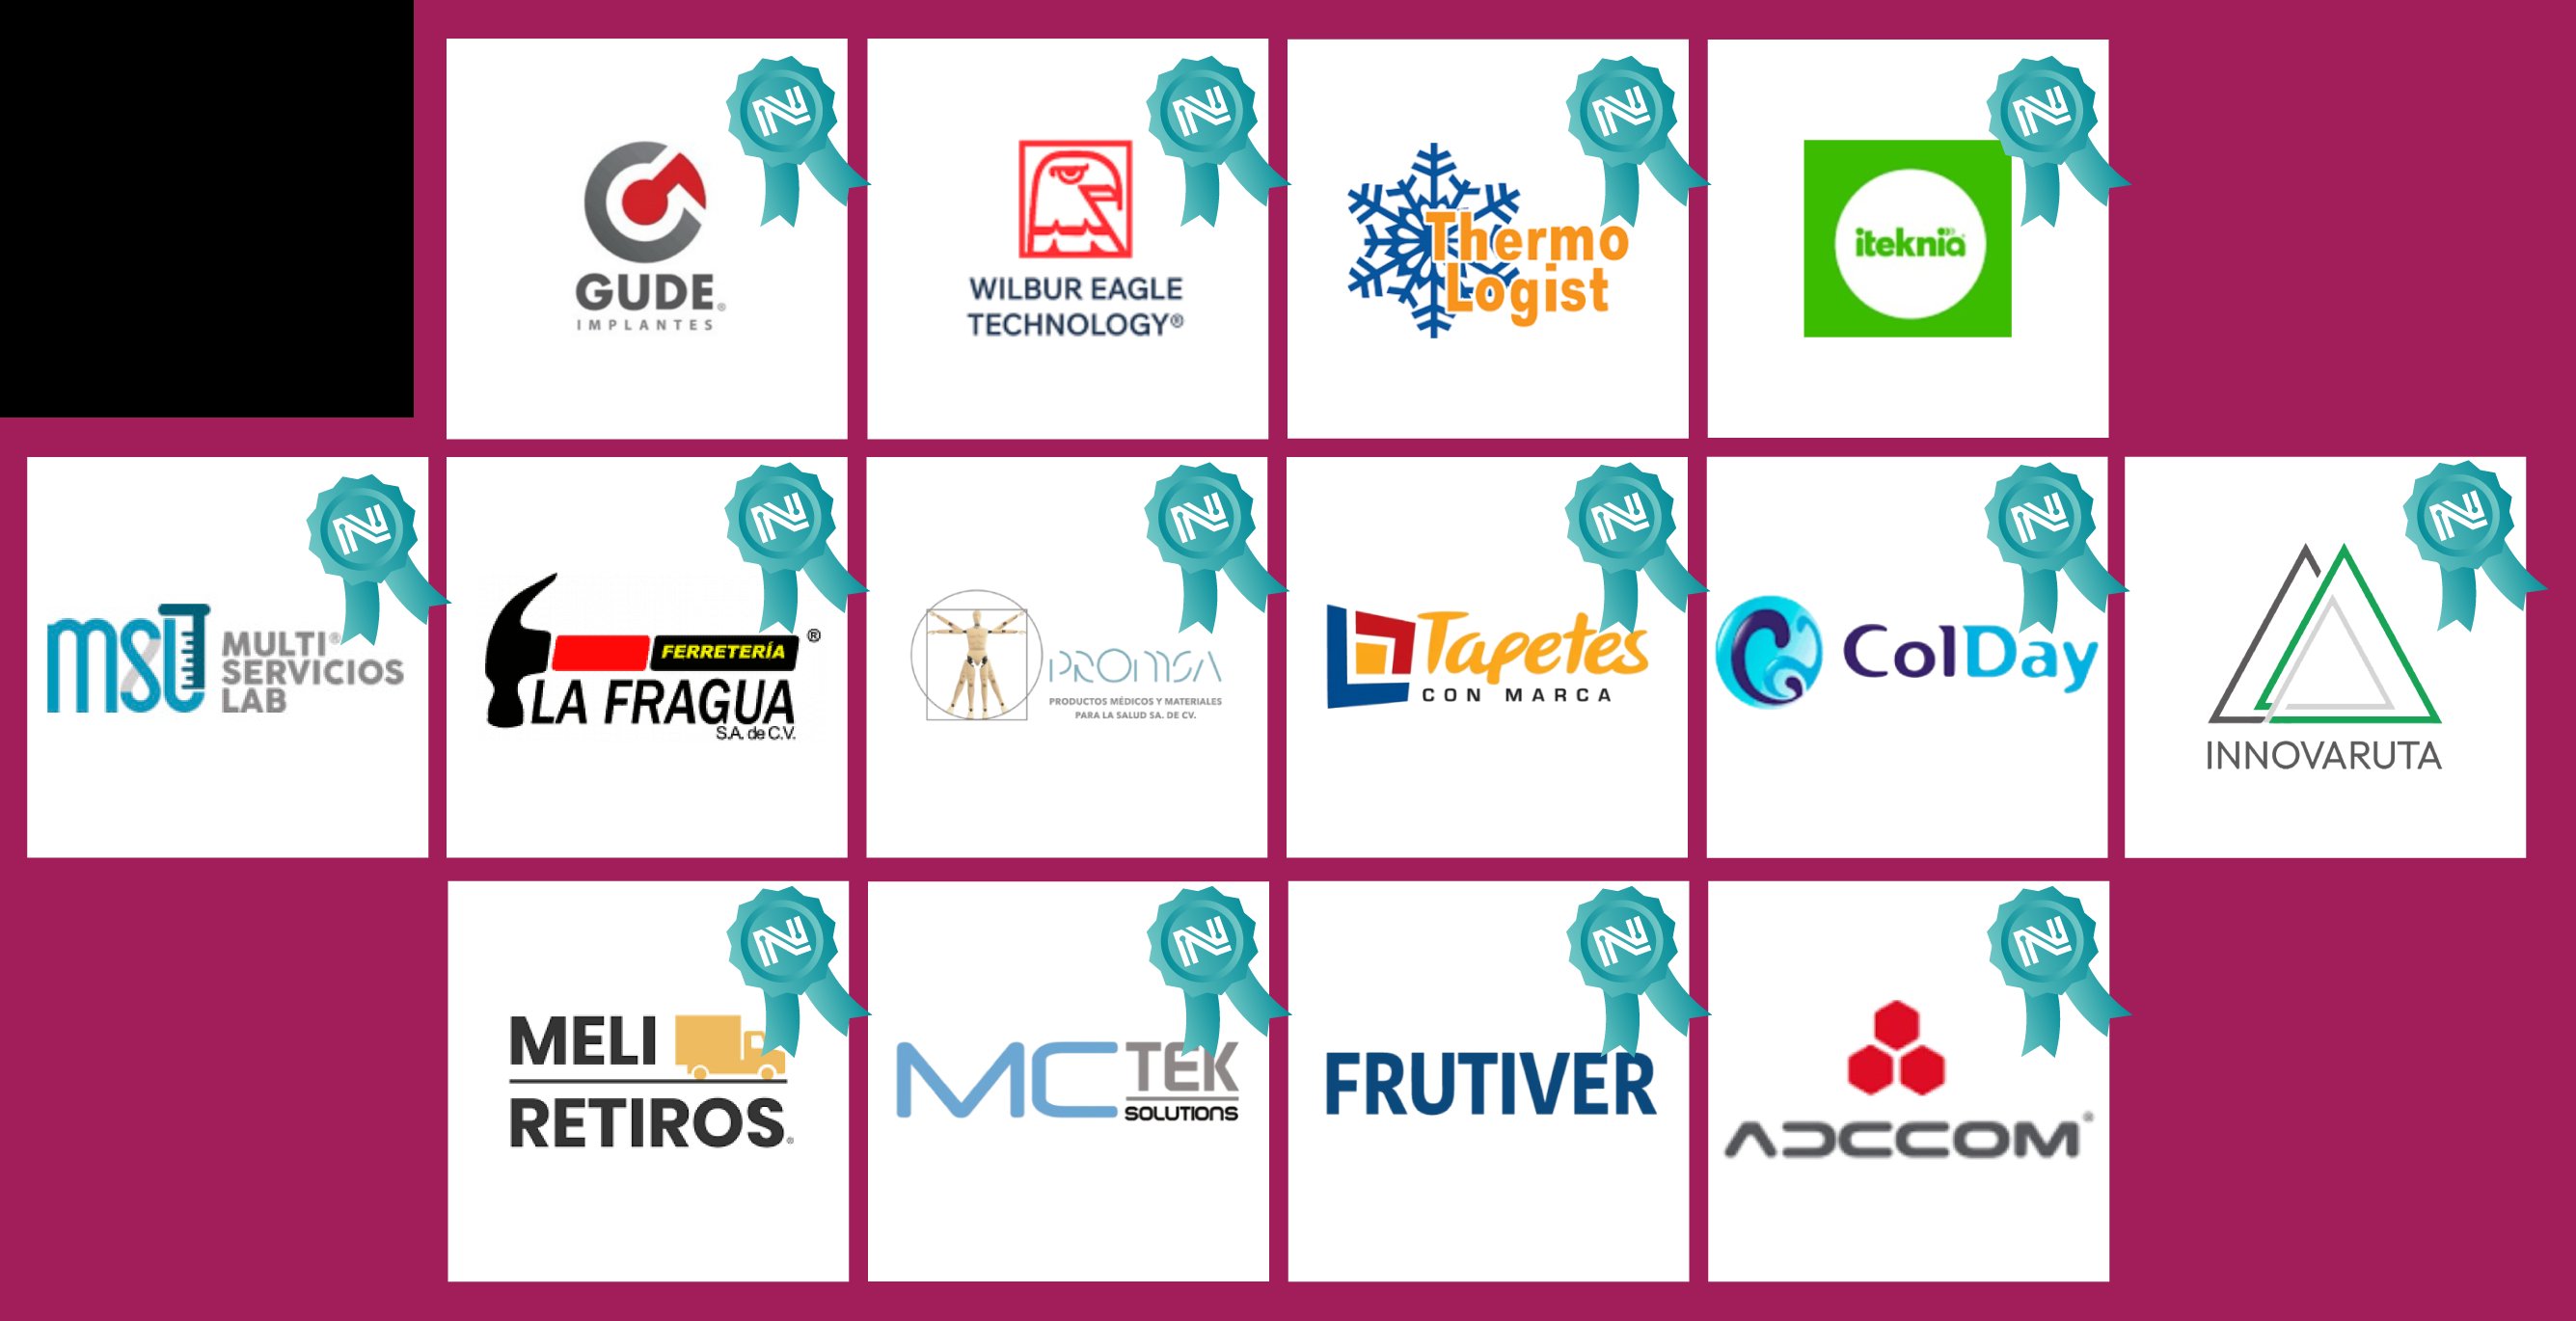 GUDE®
IMPLANTES
WILBUR EAGLE
TECHNOLOGY®
Thermo
Logist
iteknia
msl
MULTI®
SERVICIOS
LAB
FERRETERÍA ®
LA FRAGUA
S.A. de C.V.
PROMSA
PRODUCTOS MÉDICOS Y MATERIALES
PARA LA SALUD SA. DE CV.
Tapetes
CON MARCA
ColDay
INNOVARUTA
MELI
RETIROS®
MC TEK
SOLUTIONS
FRUTIVER
ADCCOM®